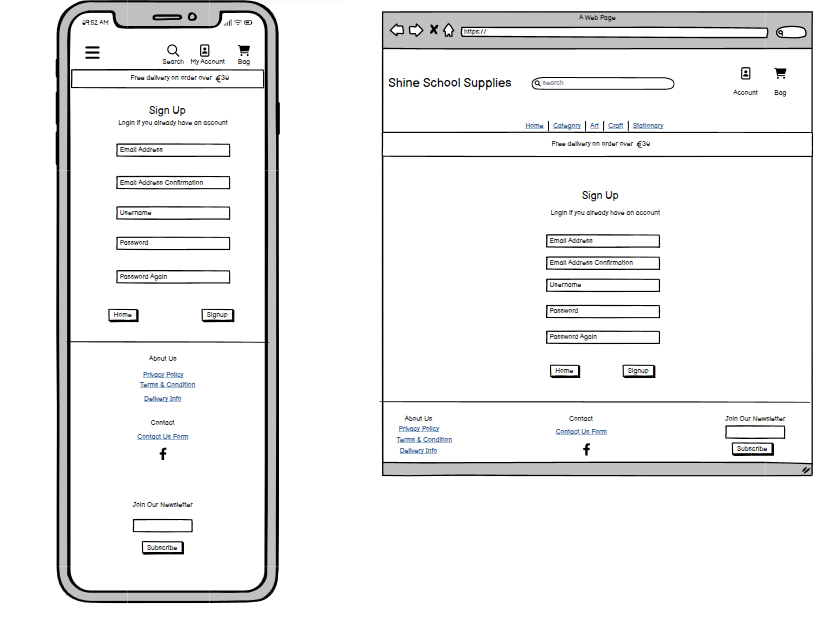 09:52 AM
Search My Account Bag
Free delivery on order over €30
Sign Up
Login if you already have an account
Email Address
Email Address Confirmation
Username
Password
Password Again
Home Signup
About Us
Privacy Policy
Terms & Condition
Delivery Info
Contact
Contact Us Form
Join Our Newsletter
Subscribe
A Web Page
https://
Shine School Supplies
search
Account Bag
Home | Category | Art | Craft | Stationary
Free delivery on order over €30
Sign Up
Login if you already have an account
Email Address
Email Address Confirmation
Username
Password
Password Again
Home Signup
About Us Contact Join Our Newsletter
Privacy Policy Contact Us Form
Terms & Condition
Delivery Info Subscribe